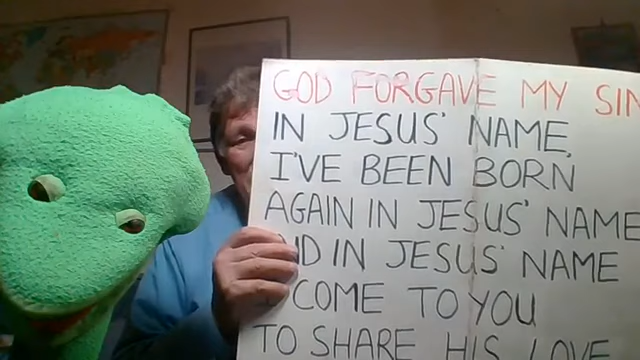 GOD FORGAVE MY SIN
IN JESUS' NAME,
I'VE BEEN BORN
AGAIN IN JESUS' NAME
IN JESUS' NAME
COME TO YOU
TO SHARE HIS LOVE